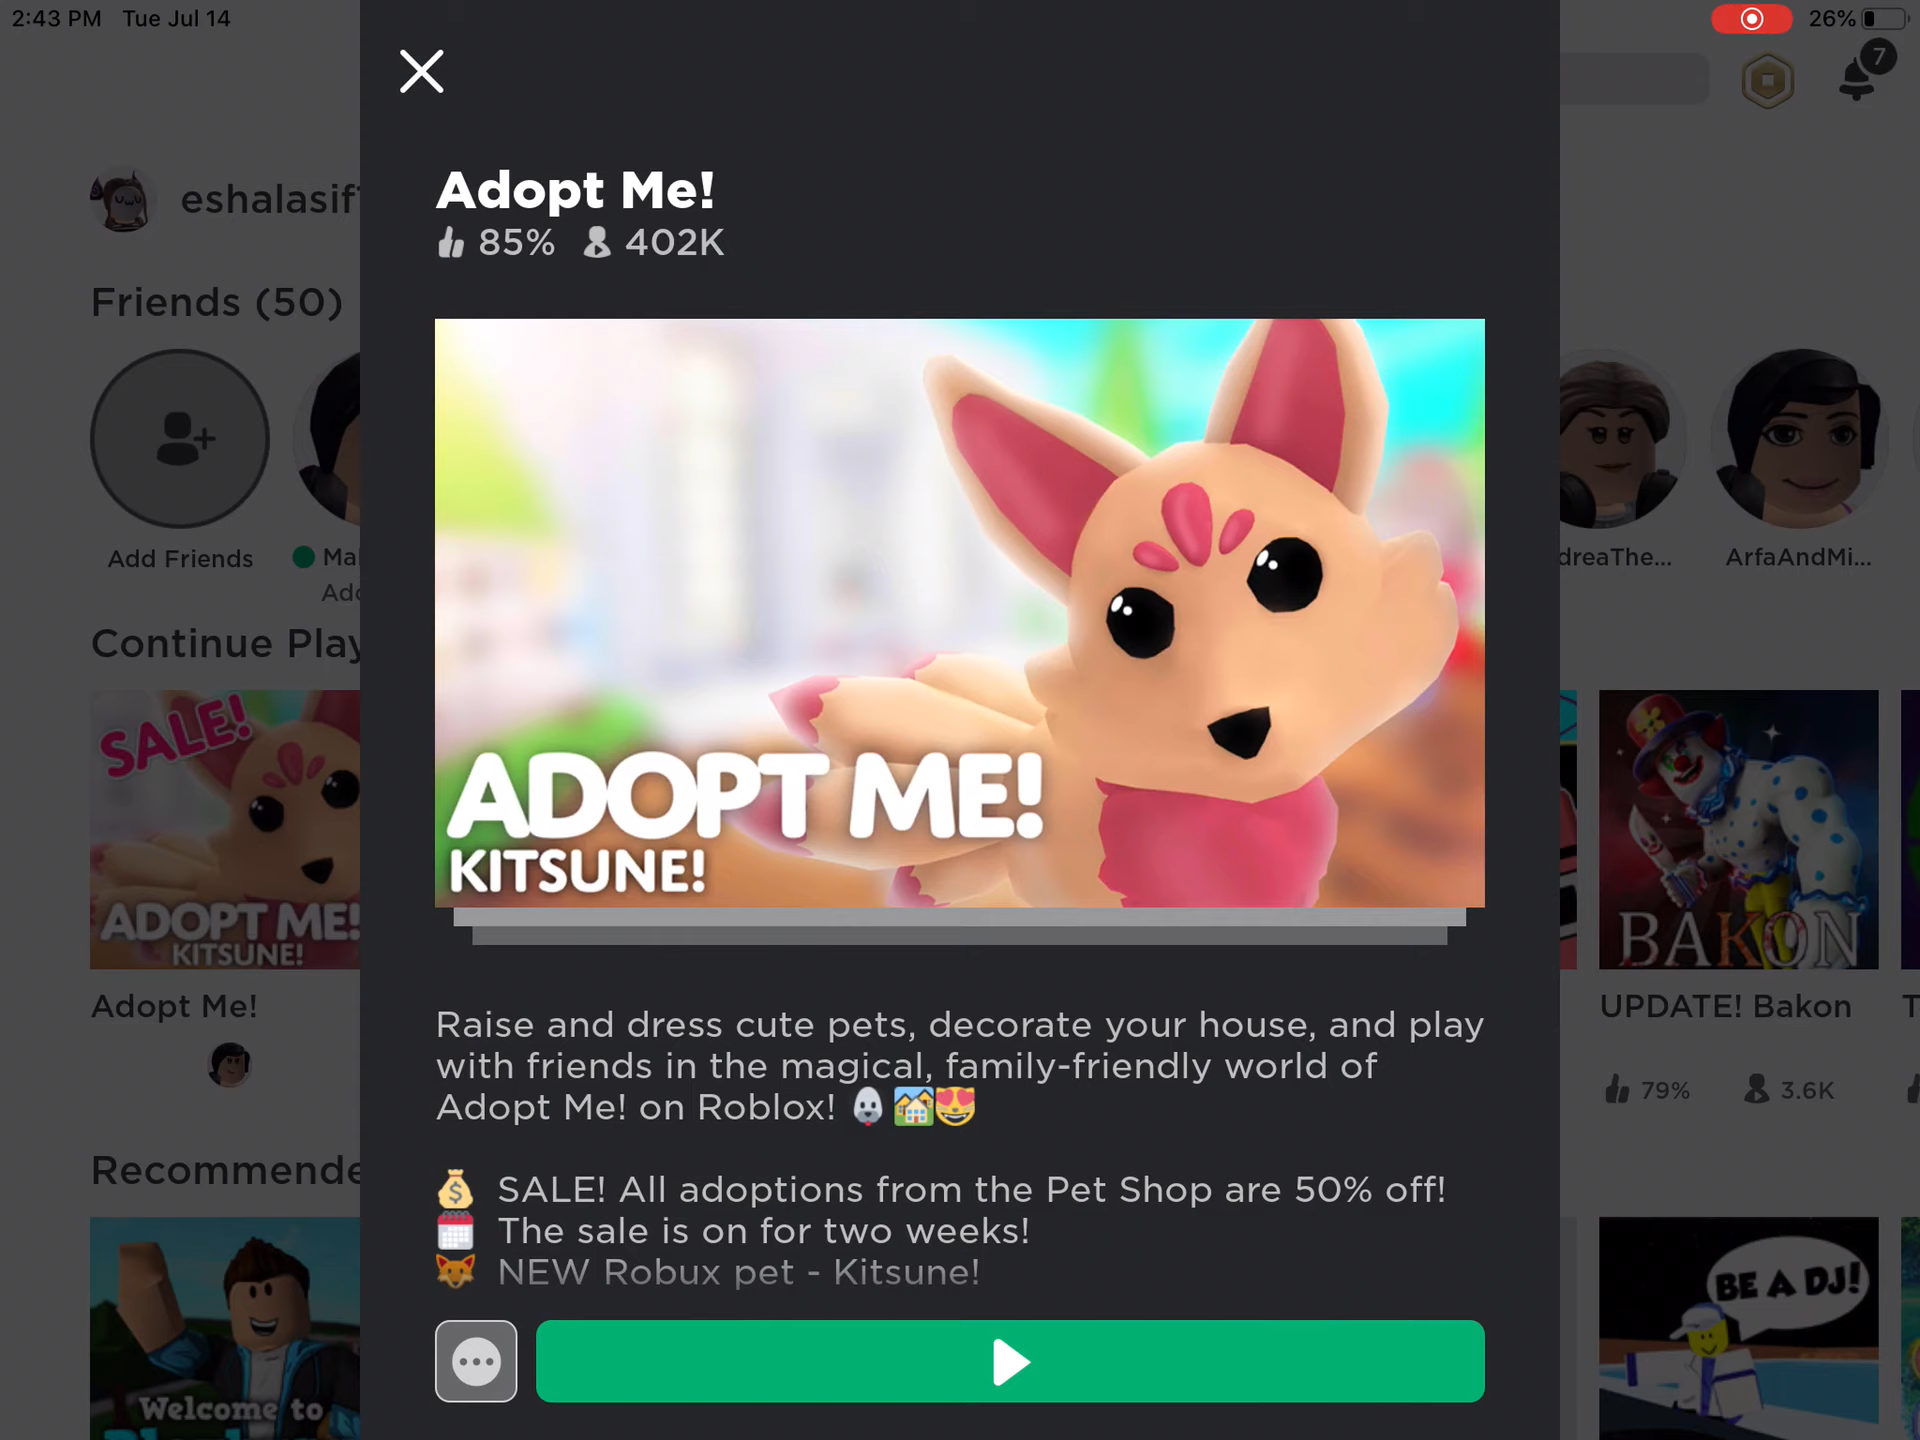 2:43 PM Tue Jul 14
26%
7
eshalasif
Friends (50)
Add Friends
ArfaAndMi...
dreaThe...
Continue Play
SALE!
ADOPT ME!
KITSUNE!
Adopt Me!
Recommende
Welcome to
Adopt Me!
85% 402K
ADOPT ME!
KITSUNE!
Raise and dress cute pets, decorate your house, and play
with friends in the magical, family-friendly world of
Adopt Me! on Roblox! 🐶🏘️😻
💰 SALE! All adoptions from the Pet Shop are 50% off!
📅 The sale is on for two weeks!
🦊 NEW Robux pet - Kitsune!
BAKON
UPDATE! Bakon
79% 3.6K
BE A DJ!